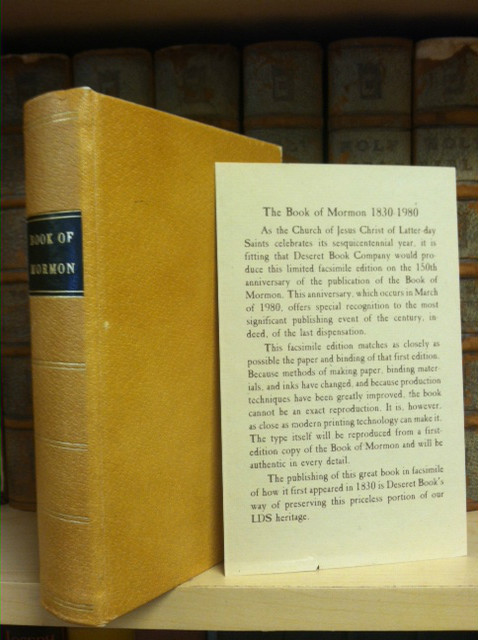 BOOK OF
MORMON
The Book of Mormon 1830-1980
As the Church of Jesus Christ of Latter-day
Saints celebrates its sesquicentennial year, it is
fitting that Deseret Book Company would pro-
duce this limited facsimile edition on the 150th
anniversary of the publication of the Book of
Mormon. This anniversary, which occurs in March
of 1980, offers special recognition to the most
significant publishing event of the century, in-
deed, of the last dispensation.
This facsimile edition matches as closely as
possible the paper and binding of that first edition.
Because methods of making paper, binding mater-
ials, and inks have changed, and because production
techniques have been greatly improved, the book
cannot be an exact reproduction. It is, however,
as close as modern printing technology can make it.
The type itself will be reproduced from a first-
edition copy of the Book of Mormon and will be
authentic in every detail.
The publishing of this great book in facsimile
of how it first appeared in 1830 is Deseret Book's
way of preserving this priceless portion of our
LDS heritage.
HOLY